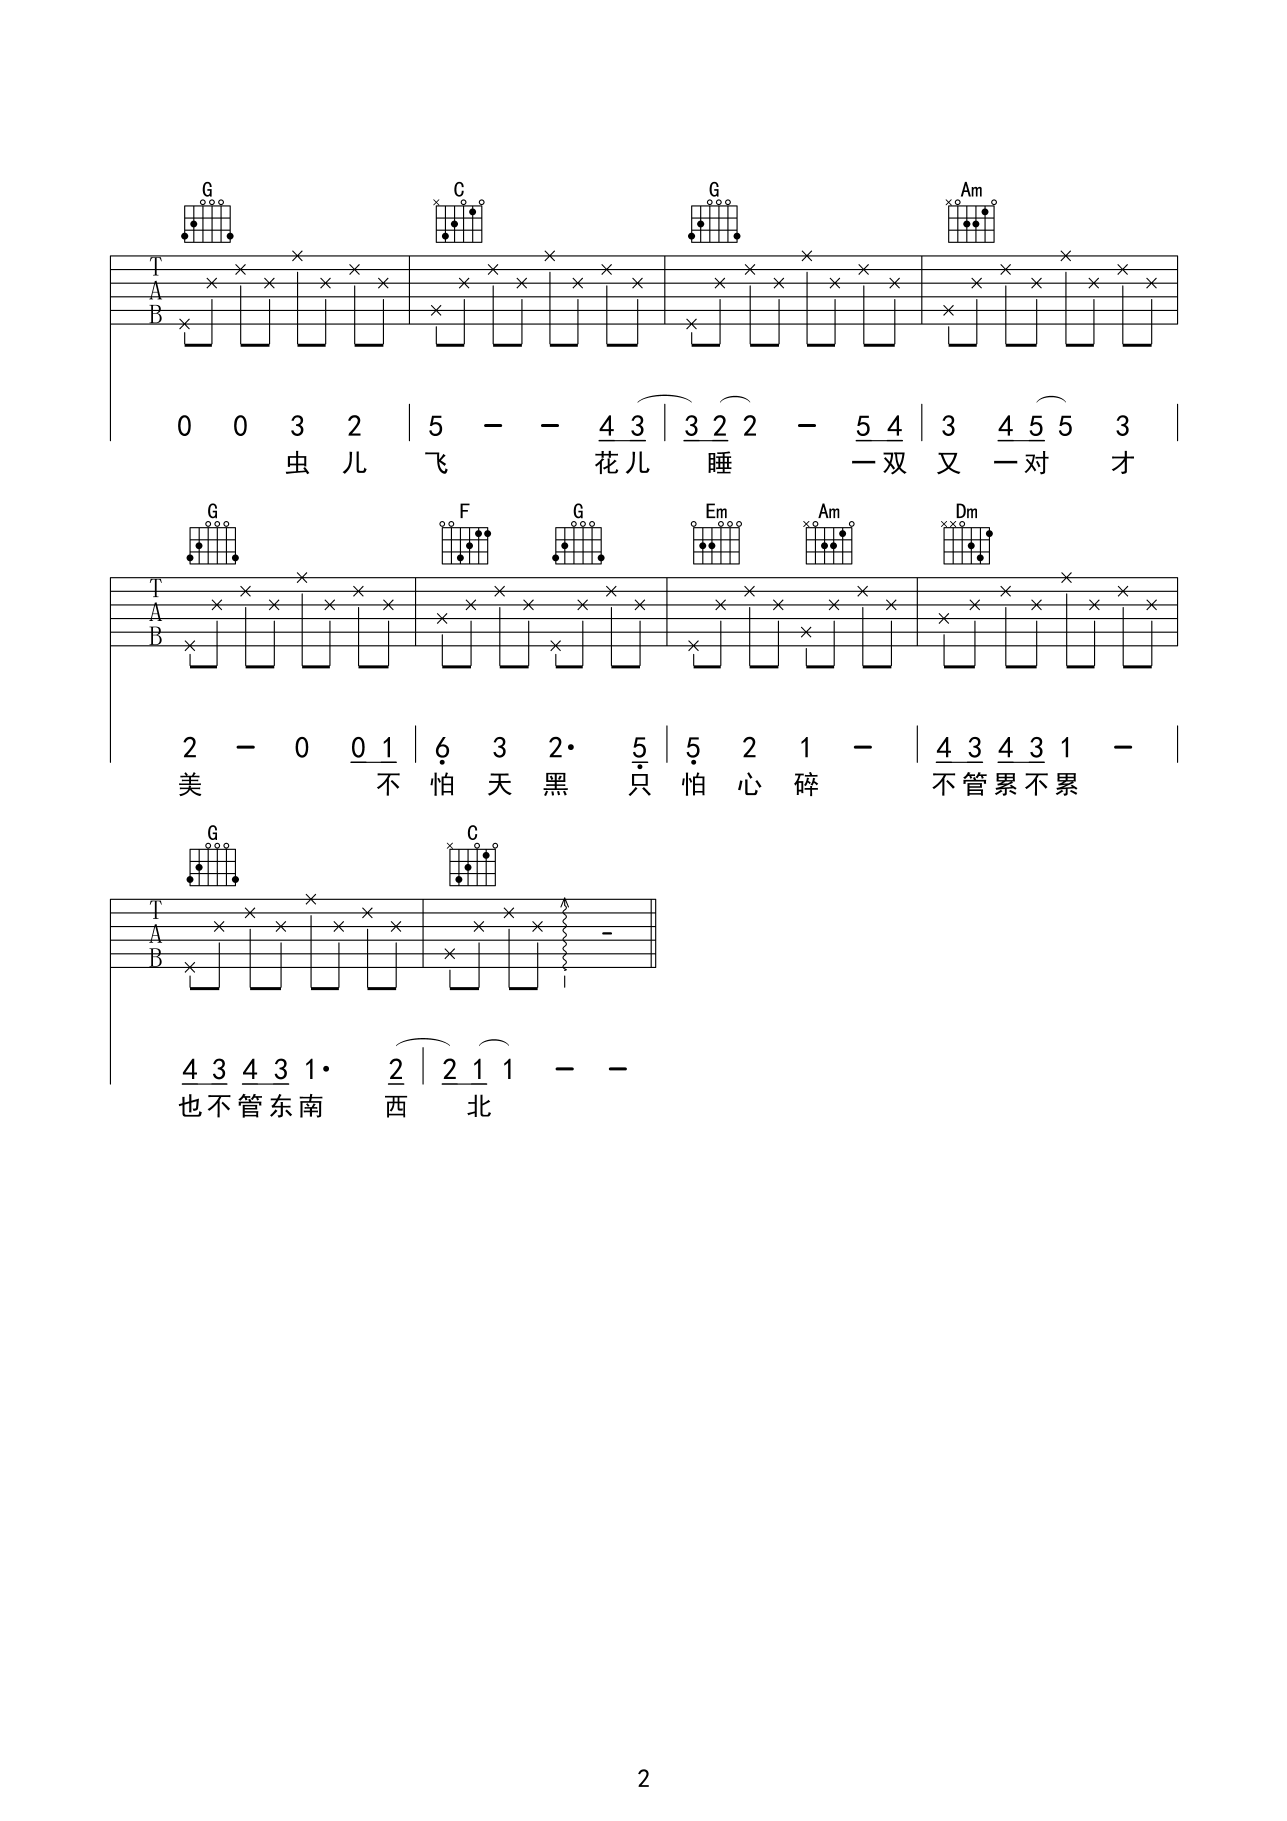 G C G Am
T
A
B
0 0 3 2 5 - - 4 3 3 2 2 - 5 4 3 4 5 5 3
虫 儿 飞 花 儿 睡 一 双 又 一 对 才
G F G Em Am Dm
T
A
B
2 - 0 0 1 6 3 2· 5 5 2 1 - 4 3 4 3 1 -
美 不 怕 天 黑 只 怕 心 碎 不 管 累 不 累
G C
T
A
B
4 3 4 3 1· 2 2 1 1 - -
也 不 管 东 南 西 北
2